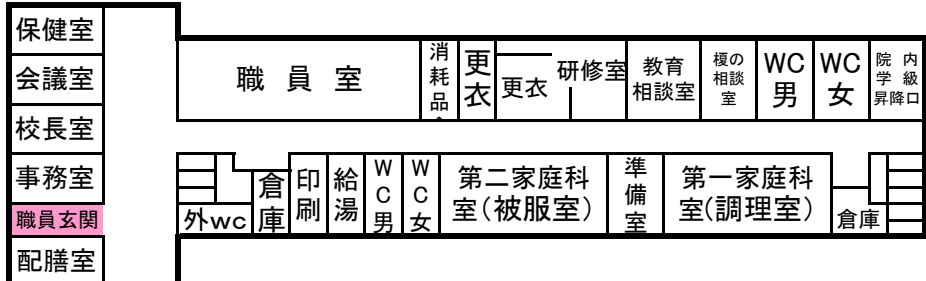 保健室
会議室
校長室
事務室
職員玄関
配膳室
職員室
消耗品
更衣
更衣
研修室
教育
相談室
榎の
相談
室
WC
男
WC
女
院内
学級
昇降口
外wc
倉庫
印刷
給湯
WC男
WC女
第二家庭科
室(被服室)
準備室
第一家庭科
室(調理室)
倉庫